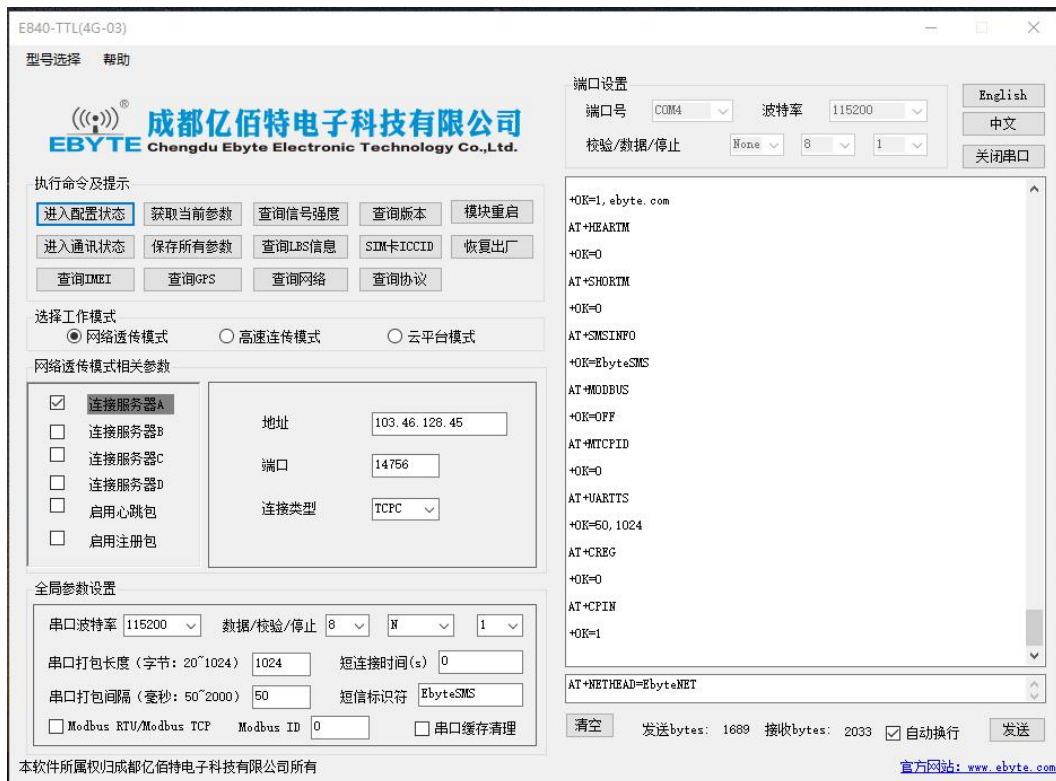 E840-TTL(4G-03)
型号选择 帮助
((•))® 成都亿佰特电子科技有限公司
EBYTE Chengdu Ebyte Electronic Technology Co.,Ltd.
执行命令及提示
进入配置状态 获取当前参数 查询信号强度 查询版本 模块重启
进入通讯状态 保存所有参数 查询LBS信息 SIM卡ICCID 恢复出厂
查询IMEI 查询GPS 查询网络 查询协议
选择工作模式
网络透传模式 高速连传模式 云平台模式
网络透传模式相关参数
连接服务器A
连接服务器B
连接服务器C
连接服务器D
启用心跳包
启用注册包
地址 103.46.128.45
端口 14756
连接类型 TCPC
全局参数设置
串口波特率 115200 数据/校验/停止 8 N 1
串口打包长度(字节: 20~1024) 1024 短连接时间(s) 0
串口打包间隔(毫秒: 50~2000) 50 短信标识符 EbyteSMS
Modbus RTU/Modbus TCP Modbus ID 0 串口缓存清理
本软件所属权归成都亿佰特电子科技有限公司所有
端口设置
端口号 COM4 波特率 115200
校验/数据/停止 None 8 1
English
中文
关闭串口
+OK=1,ebyte.com
AT+HEARTM
+OK=0
AT+SHORTM
+OK=0
AT+SMSINFO
+OK=EbyteSMS
AT+MODBUS
+OK=OFF
AT+MTCPID
+OK=0
AT+UARTTS
+OK=50,1024
AT+CREG
+OK=0
AT+CPIN
+OK=1
AT+NETHEAD=EbyteNET
清空 发送bytes: 1689 接收bytes: 2033 自动换行 发送
官方网站: www.ebyte.com